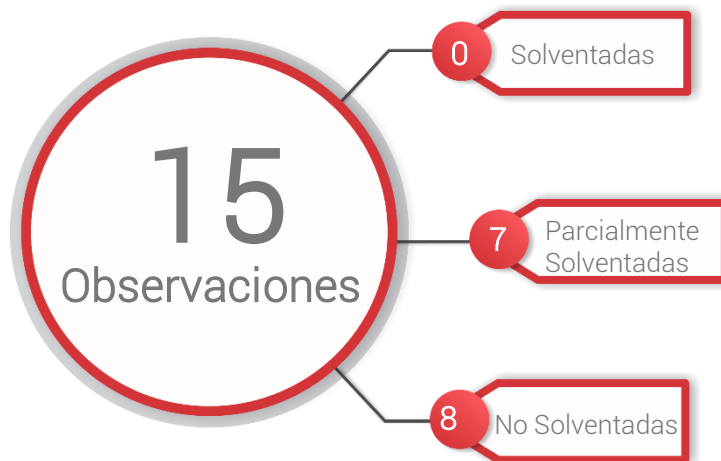 15
Observaciones
0
Solventadas
7
Parcialmente
Solventadas
8
No Solventadas